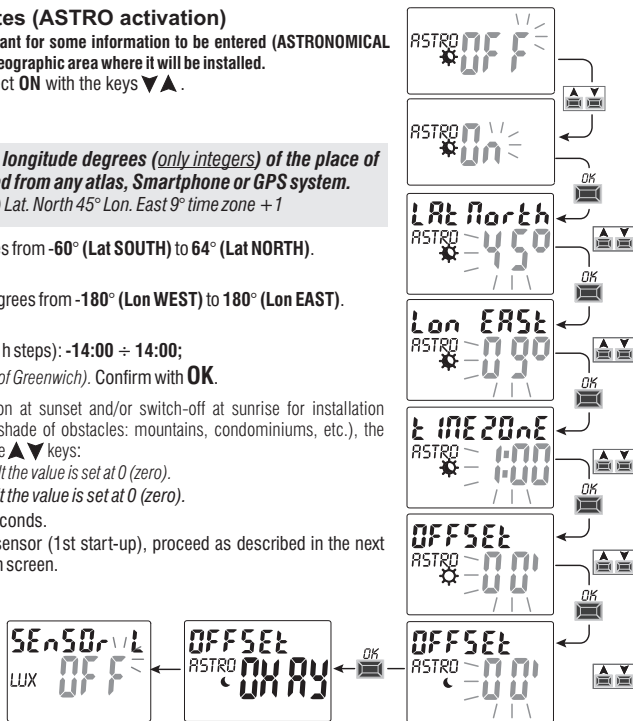 tes (ASTRO activation)
ant for some information to be entered (ASTRONOMICAL
eographic area where it will be installed.
ct ON with the keys ▼▲.
longitude degrees (only integers) of the place of
ed from any atlas, Smartphone or GPS system.
Lat. North 45° Lon. East 9° time zone +1
es from -60° (Lat SOUTH) to 64° (Lat NORTH).
grees from -180° (Lon WEST) to 180° (Lon EAST).
h steps): -14:00 ÷ 14:00;
of Greenwich). Confirm with OK.
on at sunset and/or switch-off at sunrise for installation
shade of obstacles: mountains, condominiums, etc.), the
e ▲▼ keys:
lt the value is set at 0 (zero).
lt the value is set at 0 (zero).
conds.
sensor (1st start-up), proceed as described in the next
n screen.
ASTRO OFF
ASTRO On
OK
LAt North
ASTRO 45°
OK
Lon EASt
ASTRO 09°
OK
tIMEZOnE
ASTRO 1:00
OK
OFFSEt
ASTRO 00'
OK
OFFSEt
ASTRO 00'
OK
OFFSEt
ASTRO OKAY
SEnSOr L
LUX OFF